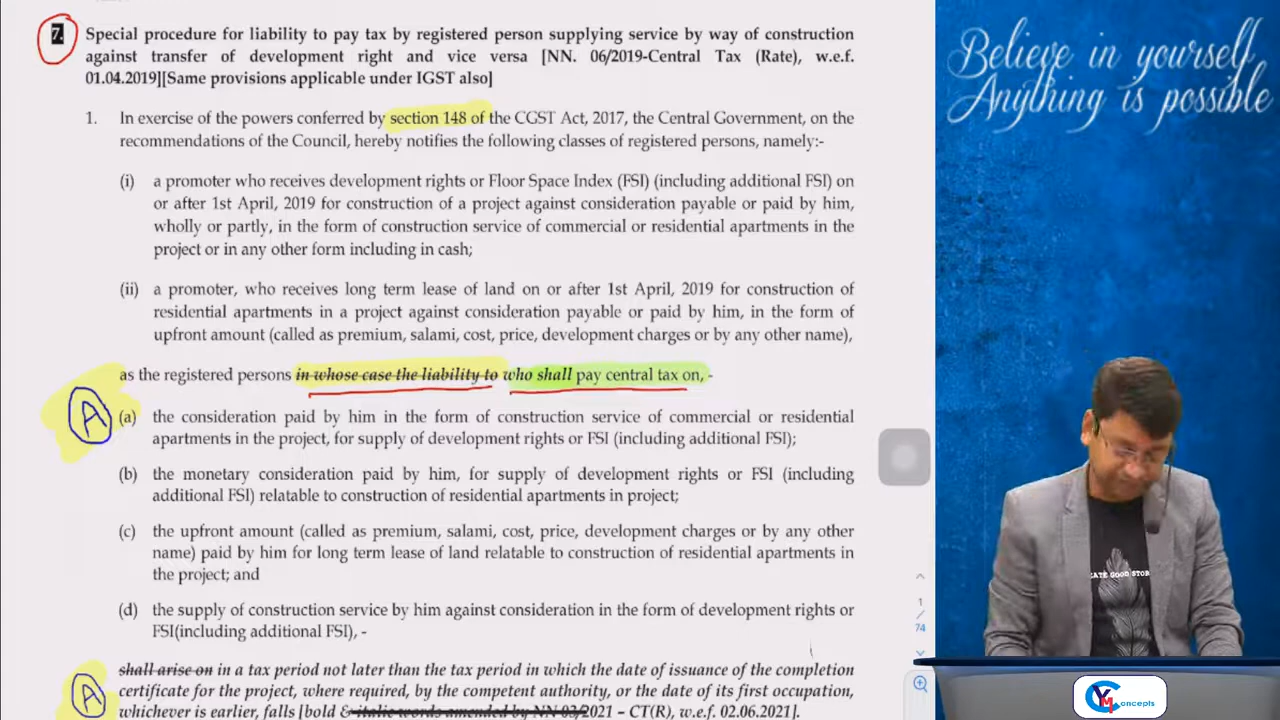 7. Special procedure for liability to pay tax by registered person supplying service by way of construction
against transfer of development right and vice versa [NN. 06/2019-Central Tax (Rate), w.e.f.
01.04.2019][Same provisions applicable under IGST also]
1. In exercise of the powers conferred by section 148 of the CGST Act, 2017, the Central Government, on the
recommendations of the Council, hereby notifies the following classes of registered persons, namely:-
(i) a promoter who receives development rights or Floor Space Index (FSI) (including additional FSI) on
or after 1st April, 2019 for construction of a project against consideration payable or paid by him,
wholly or partly, in the form of construction service of commercial or residential apartments in the
project or in any other form including in cash;
(ii) a promoter, who receives long term lease of land on or after 1st April, 2019 for construction of
residential apartments in a project against consideration payable or paid by him, in the form of
upfront amount (called as premium, salami, cost, price, development charges or by any other name),
as the registered persons in whose case the liability to who shall pay central tax on, -
A
(a) the consideration paid by him in the form of construction service of commercial or residential
apartments in the project, for supply of development rights or FSI (including additional FSI);
(b) the monetary consideration paid by him, for supply of development rights or FSI (including
additional FSI) relatable to construction of residential apartments in project;
(c) the upfront amount (called as premium, salami, cost, price, development charges or by any other
name) paid by him for long term lease of land relatable to construction of residential apartments in
the project; and
(d) the supply of construction service by him against consideration in the form of development rights or
FSI(including additional FSI), -
A
shall arise on in a tax period not later than the tax period in which the date of issuance of the completion
certificate for the project, where required, by the competent authority, or the date of its first occupation,
whichever is earlier, falls [bold & italic words amended by NN 03/2021 – CT(R), w.e.f. 02.06.2021].
Believe in yourself
Anything is possible
1
/
74
CREATE GOOD STOR
YM Concepts